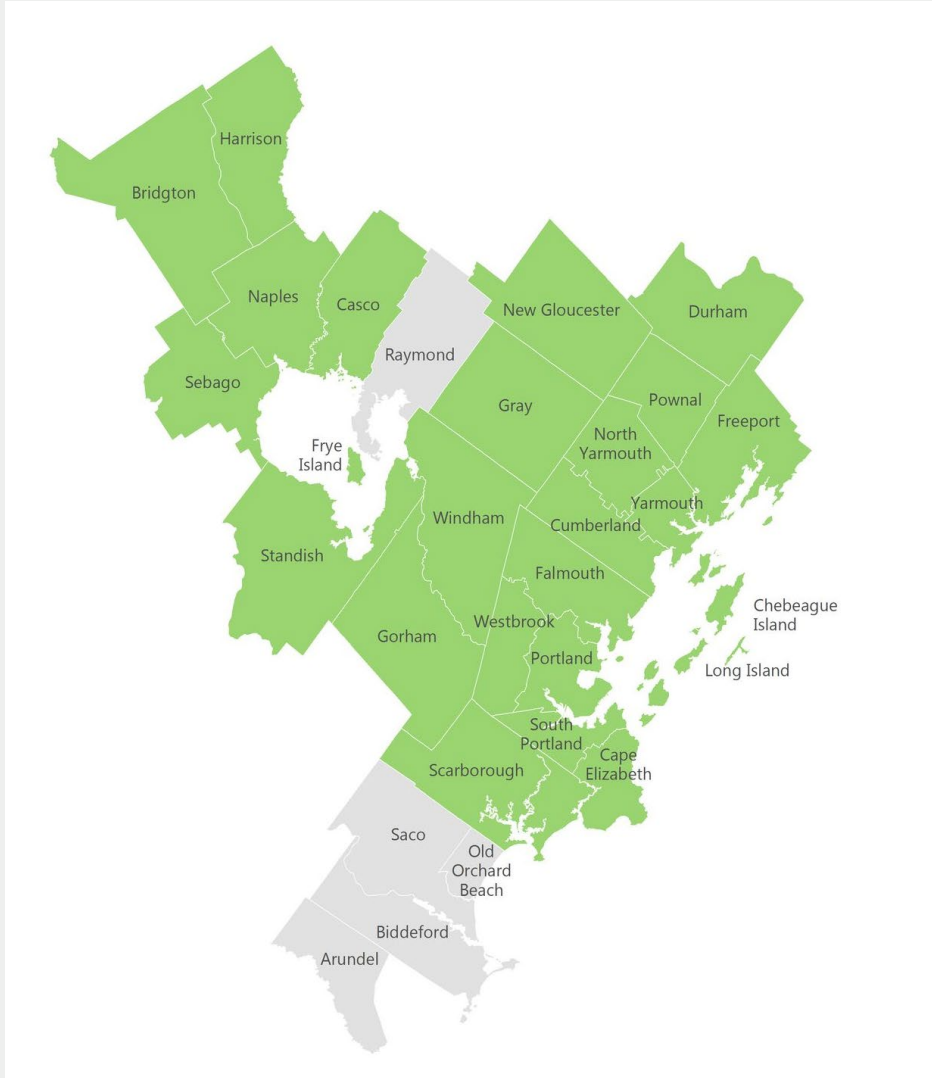 Harrison
Bridgton
Naples
Casco
New Gloucester
Durham
Raymond
Sebago
Gray
Pownal
Freeport
North
Yarmouth
Frye
Island
Yarmouth
Windham
Cumberland
Standish
Falmouth
Chebeague
Island
Westbrook
Gorham
Portland
Long Island
South
Portland
Cape
Elizabeth
Scarborough
Saco
Old
Orchard
Beach
Biddeford
Arundel